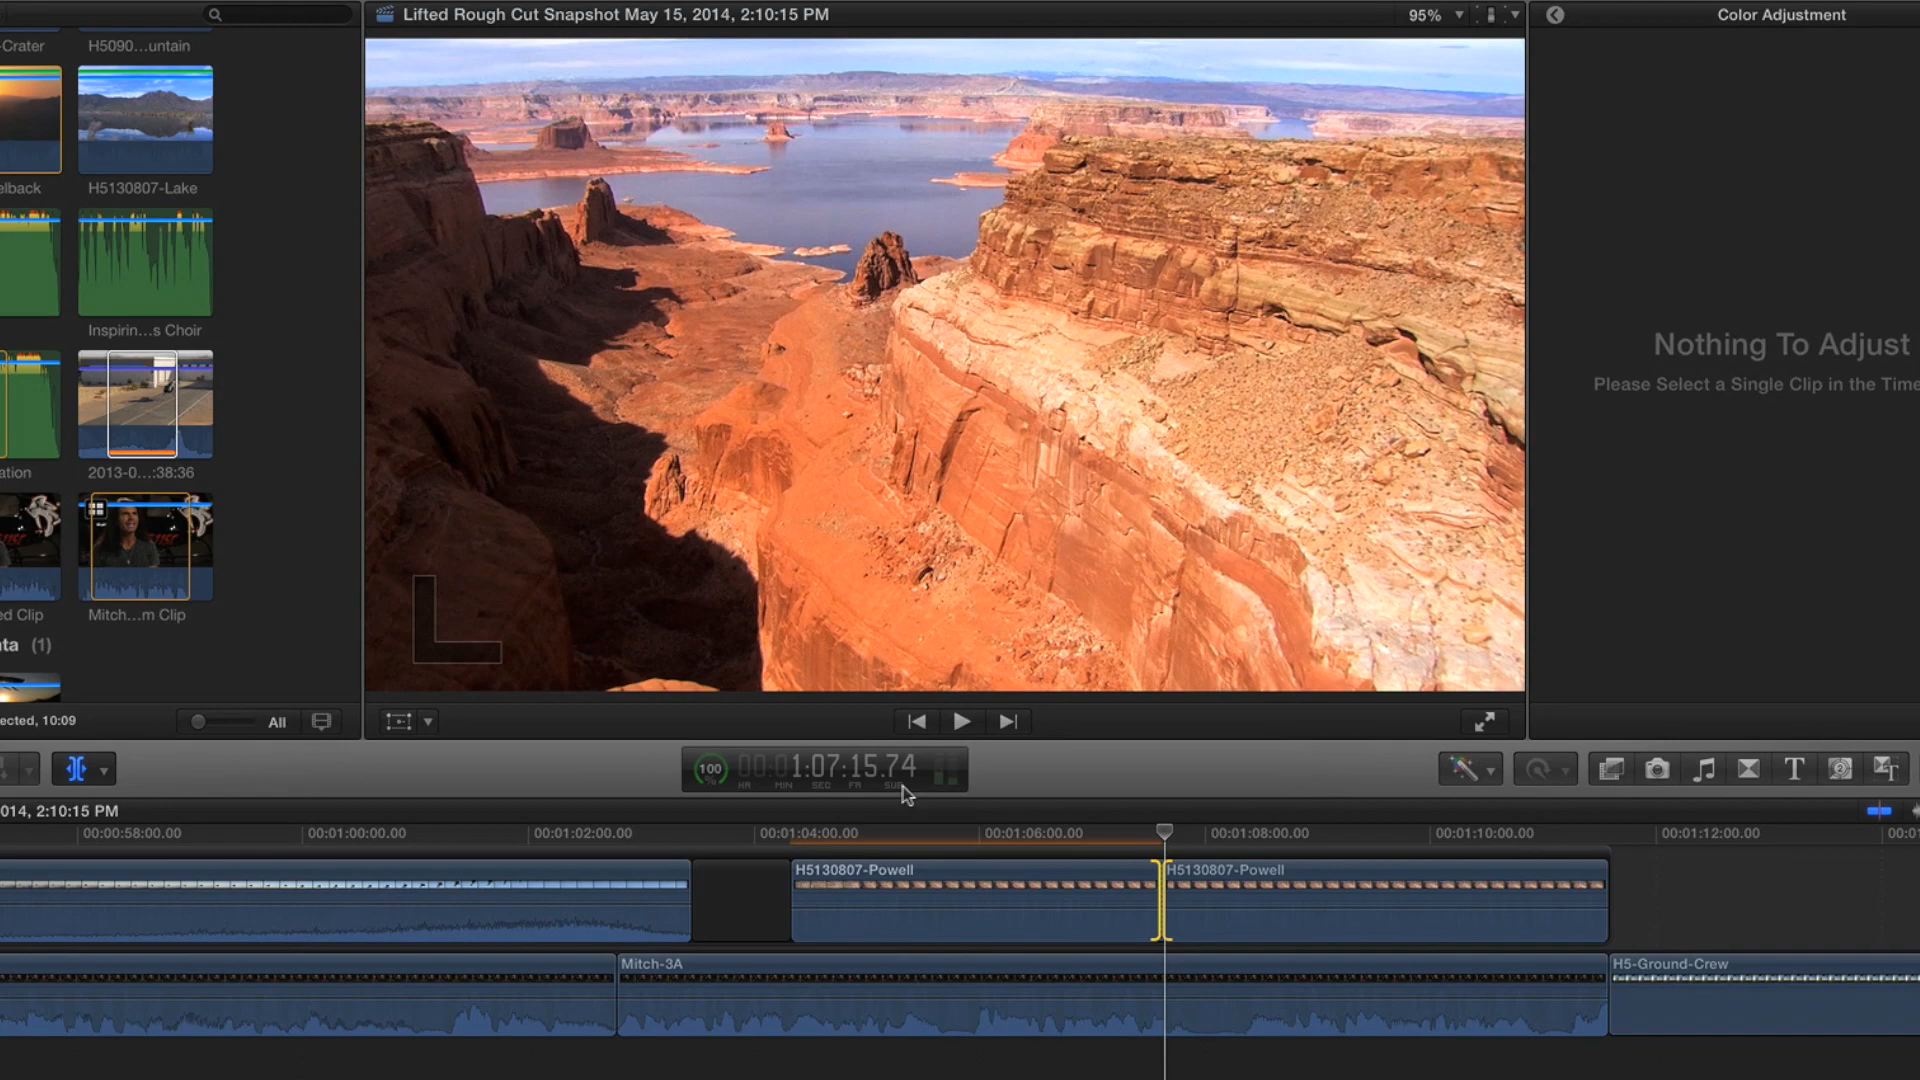 Lifted Rough Cut Snapshot May 15, 2014, 2:10:15 PM
95%
Color Adjustment
-Crater
H5090...untain
elback
H5130807-Lake
Inspirin...s Choir
ation
2013-0...:38:36
ed Clip
Mitch...m Clip
ata (1)
Nothing To Adjust
Please Select a Single Clip in the Time
ected, 10:09
All
100
%
00:01:07:15.74
HR MIN SEC FR SUB
T
2
T
014, 2:10:15 PM
00:00:58:00.00
00:01:00:00.00
00:01:02:00.00
00:01:04:00.00
00:01:06:00.00
00:01:08:00.00
00:01:10:00.00
00:01:12:00.00
00:01
H5130807-Powell
H5130807-Powell
Mitch-3A
H5-Ground-Crew